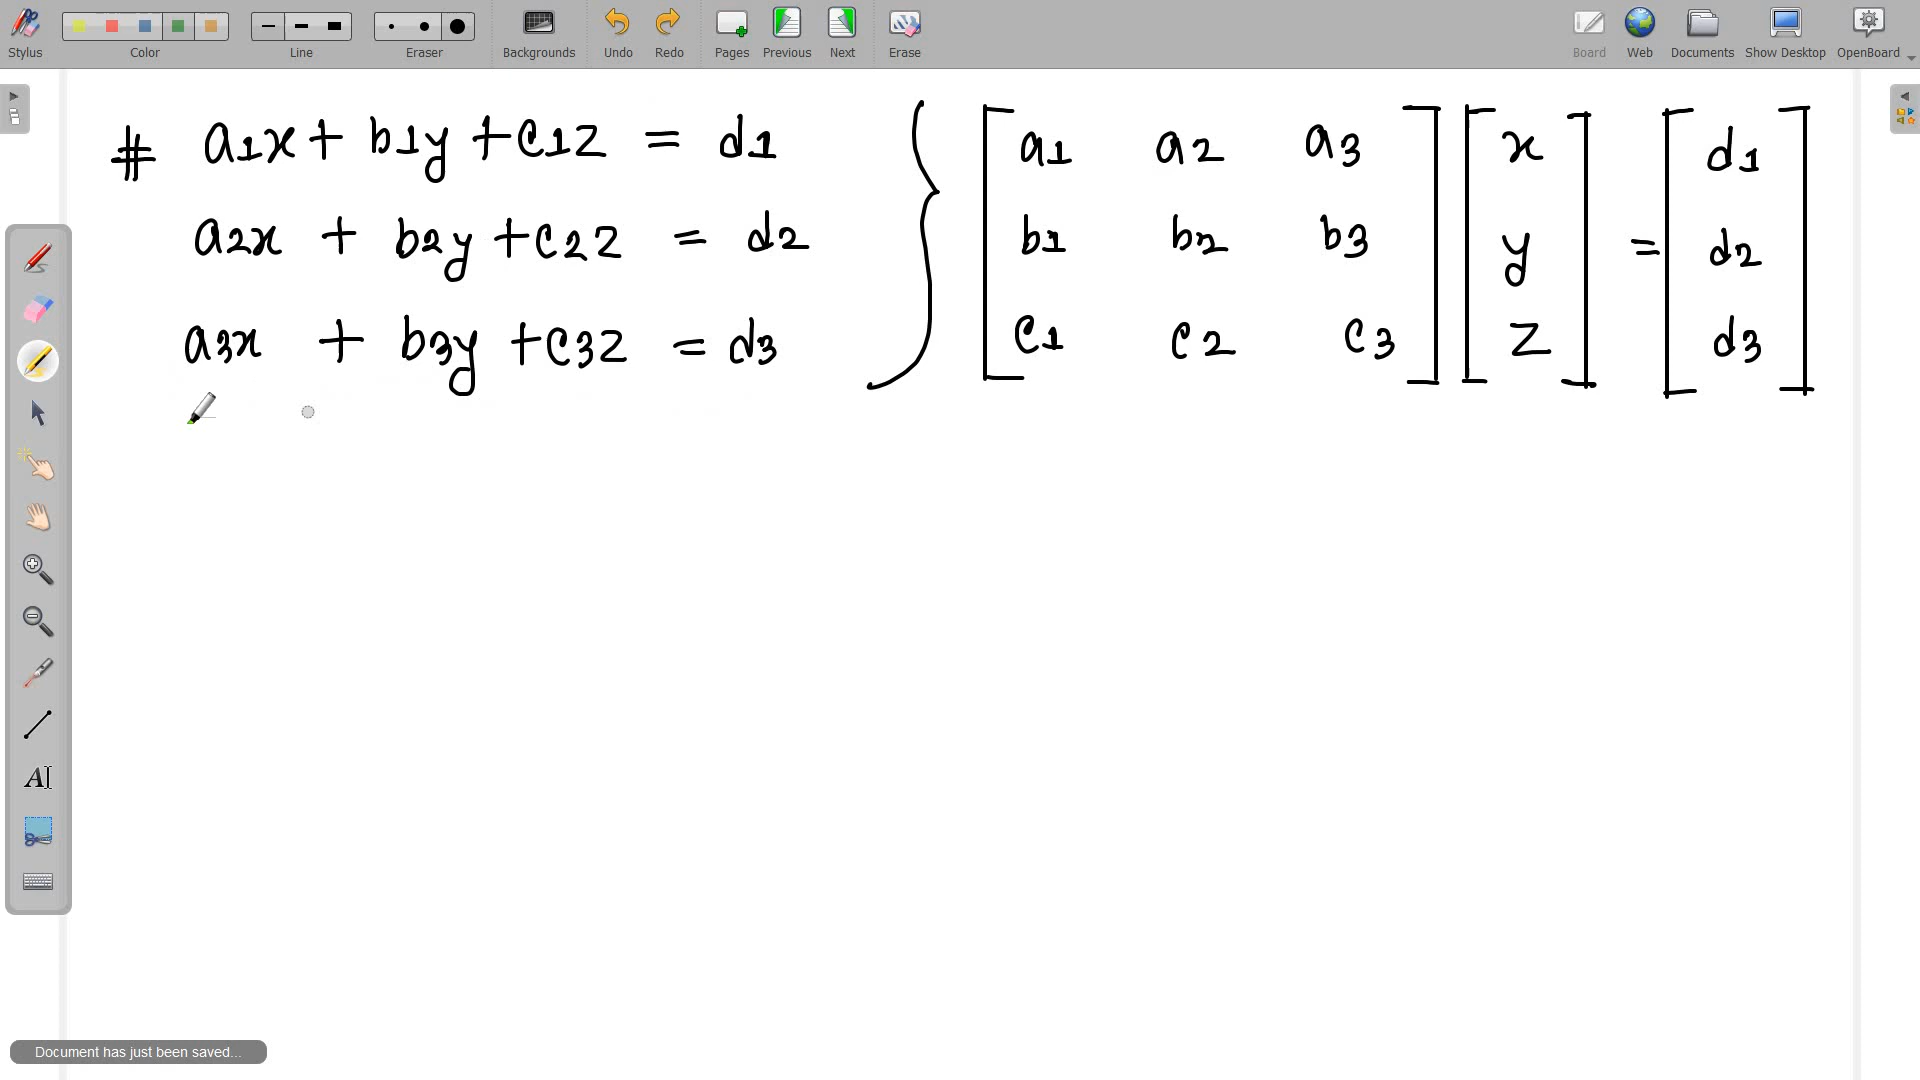 Stylus Color Line Eraser Backgrounds Undo Redo Pages Previous Next Erase Board Web Documents Show Desktop OpenBoard
# a1x + b1y + c1z = d1
a2x + b2y + c2z = d2
a3x + b3y + c3z = d3
a1 a2 a3 x d1
b1 b2 b3 y = d2
c1 c2 c3 z d3
AI
Document has just been saved...